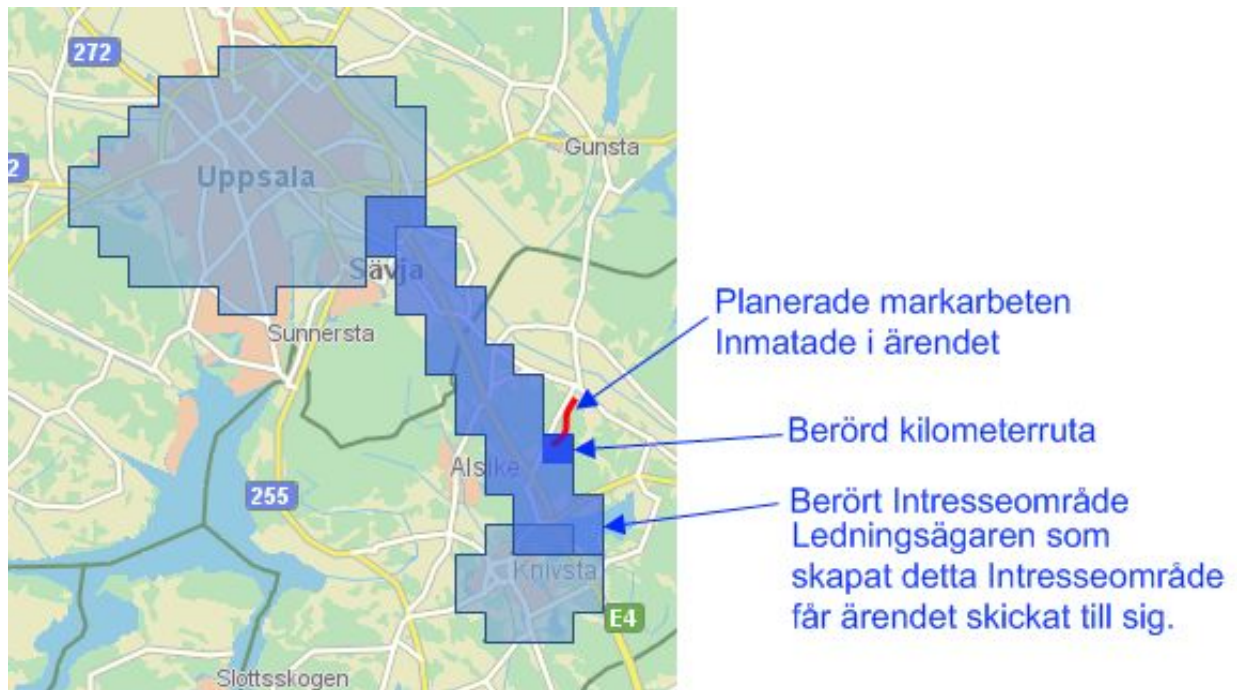 272
Gunsta
2
Uppsala
Sävja
Sunnersta
Planerade markarbeten
Inmatade i ärendet
Berörd kilometerruta
Alsike
255
Berört Intresseområde
Ledningsägaren som
skapat detta Intresseområde
får ärendet skickat till sig.
Knivsta
E4
Slottsskogen